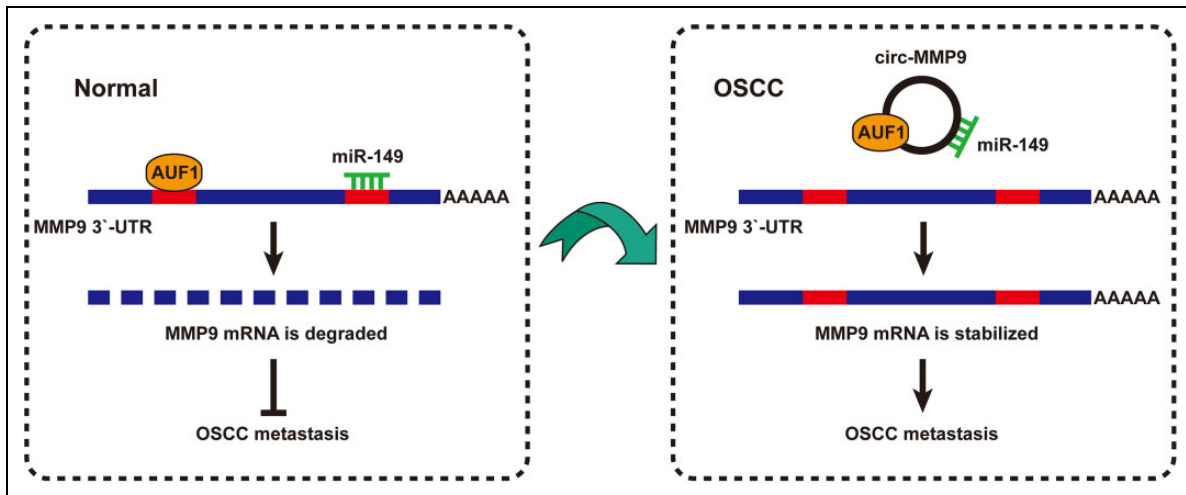 Normal
AUF1
miR-149
AAAAA
MMP9 3`-UTR
MMP9 mRNA is degraded
OSCC metastasis
OSCC
circ-MMP9
AUF1
miR-149
AAAAA
MMP9 3`-UTR
AAAAA
MMP9 mRNA is stabilized
OSCC metastasis